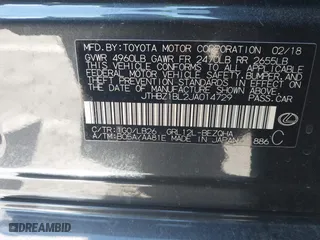 MFD. BY: TOYOTA MOTOR CORPORATION 02/18
GVWR 4960LB GAWR FR 2470LB RR 2655LB
THIS VEHICLE CONFORMS TO ALL APPLICABLE
FEDERAL MOTOR VEHICLE SAFETY, BUMPER, AND
THEFT PREVENTION STANDARDS IN EFFECT ON
THE DATE OF MANUFACTURE SHOWN ABOVE.
JTHBZ1BL2JA014729 PASS. CAR
C/TR: /LB26 GRL12L-BEZQHA
A/TM: /AA81E MADE IN JAPAN 886 C
DREAMBID